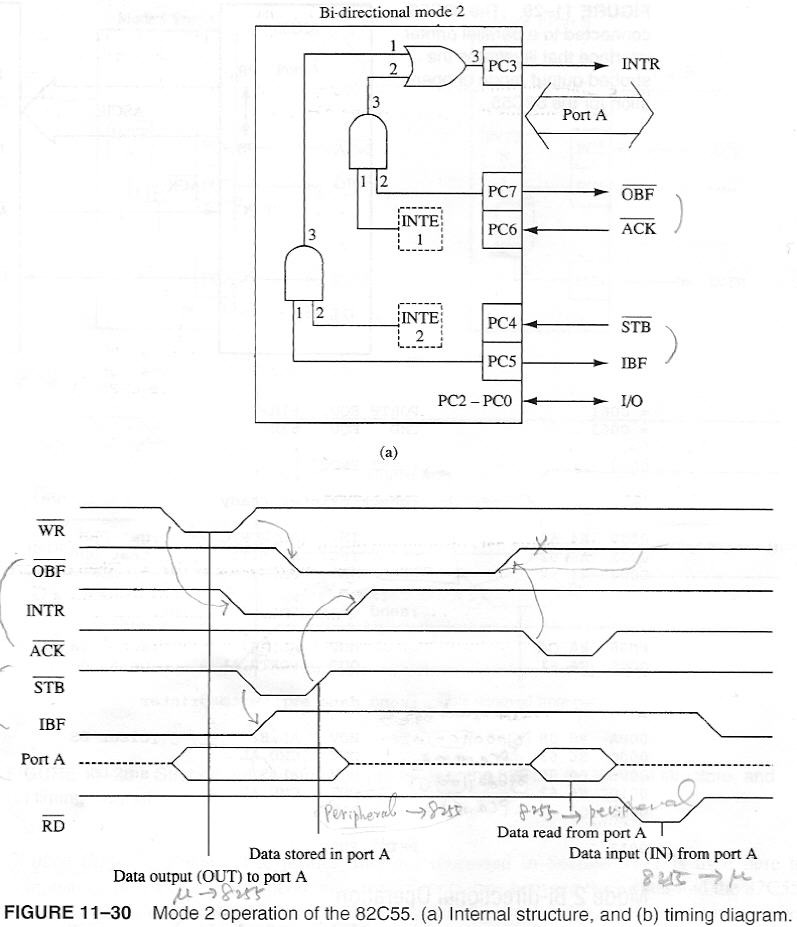 Bi-directional mode 2
1
2
3
PC3
INTR
Port A
3
1 2
PC7
OBF
INTE
1
PC6
ACK
3
1 2
INTE
2
PC4
STB
PC5
IBF
PC2 – PC0
I/O
(a)
WR
OBF
X
INTR
ACK
STB
IBF
Port A
RD
Peripheral → 8255
8255 → peripheral
Data read from port A
Data stored in port A
Data input (IN) from port A
Data output (OUT) to port A
8255 → μ
μ → 8255
FIGURE 11–30 Mode 2 operation of the 82C55. (a) Internal structure, and (b) timing diagram.